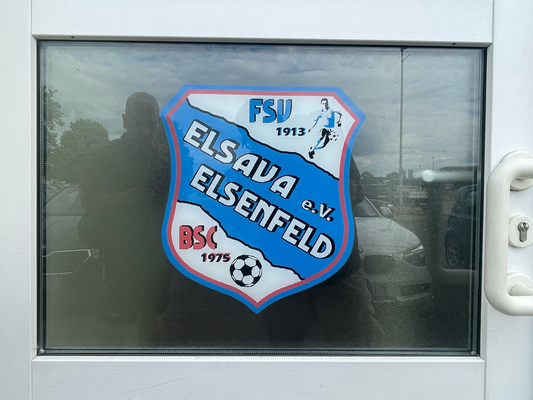 FSV
1913
ELSAVA e.V.
ELSENFELD
BSC
1975